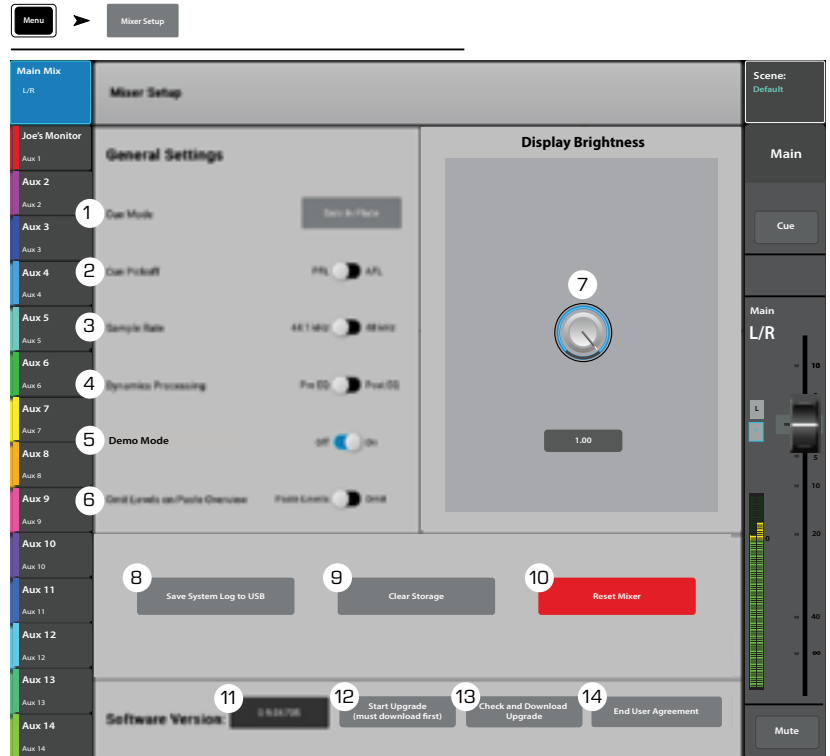 Menu
Mixer Setup
Main Mix
L/R
Mixer Setup
Scene:
Default
Joe's Monitor
Aux 1
Aux 2
Aux 2
Aux 3
Aux 3
Aux 4
Aux 4
Aux 5
Aux 5
Aux 6
Aux 6
Aux 7
Aux 7
Aux 8
Aux 8
Aux 9
Aux 9
Aux 10
Aux 10
Aux 11
Aux 11
Aux 12
Aux 12
Aux 13
Aux 13
Aux 14
Aux 14
General Settings
1 Cue Mode
2 Cue Pickoff PFL AFL
3 Sample Rate 44.1 kHz 48 kHz
4 Dynamics Processing Pre EQ Post EQ
5 Demo Mode Off On
6 Omit Levels on Paste Overview Paste Levels Omit
Display Brightness
7
1.00
8 Save System Log to USB
9 Clear Storage
10 Reset Mixer
Software Version:
11
12 Start Upgrade
(must download first)
13 Check and Download
Upgrade
14 End User Agreement
Main
Cue
Main
L/R
10
L
5
10
0
20
40
∞
Mute